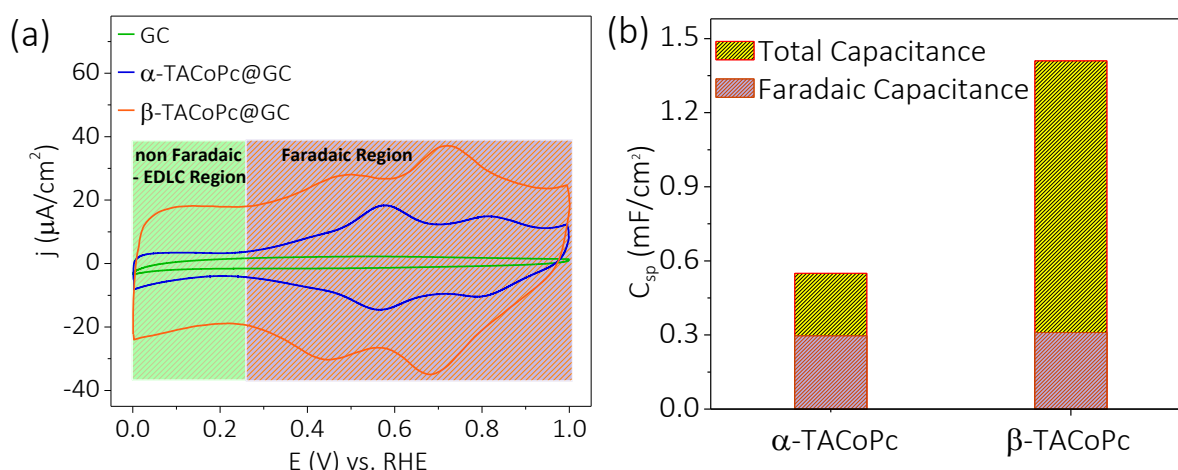 (a)
GC
α-TACoPc@GC
β-TACoPc@GC
60
40
20
0
-20
-40
j (μA/cm²)
non Faradaic
- EDLC Region
Faradaic Region
0.0 0.2 0.4 0.6 0.8 1.0
E (V) vs. RHE
(b)
Total Capacitance
Faradaic Capacitance
1.5
1.2
0.9
0.6
0.3
0.0
Csp (mF/cm²)
α-TACoPc β-TACoPc